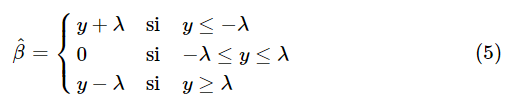 y + λ si y ≤ −λ
β̂ = { 0 si −λ ≤ y ≤ λ (5)
y − λ si y ≥ λ